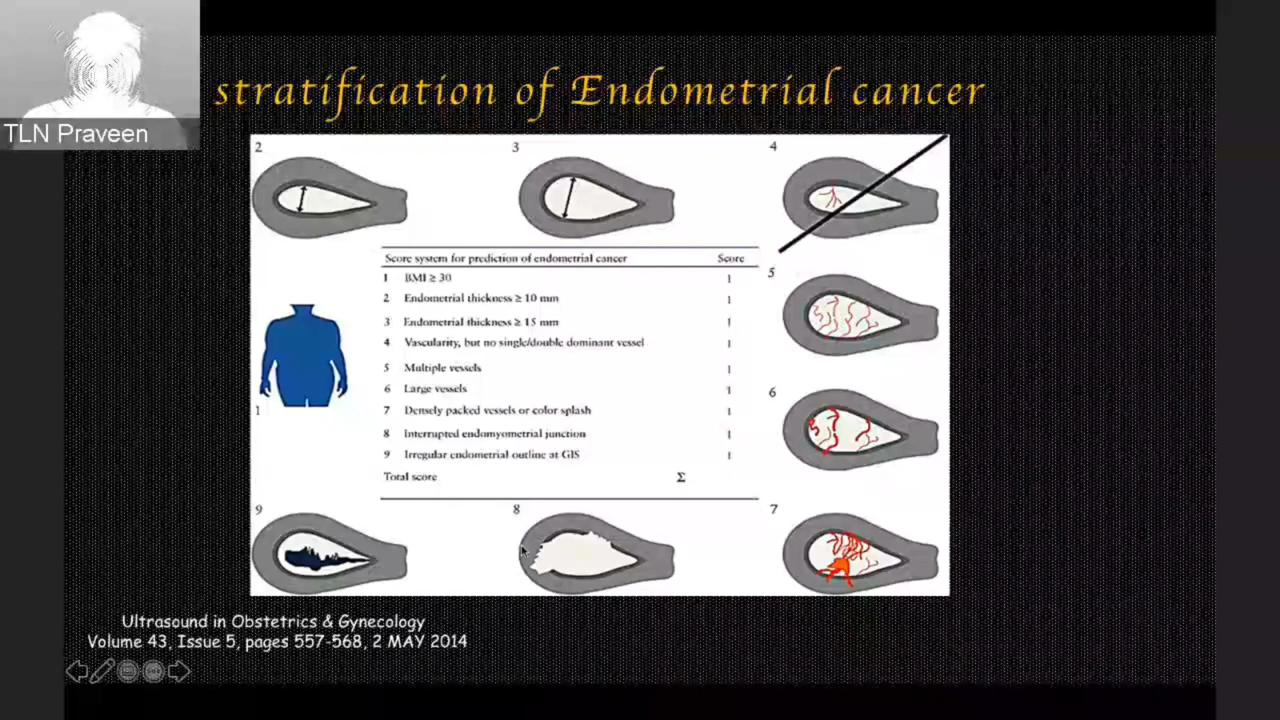 stratification of Endometrial cancer
TLN Praveen
2
3
4
Score system for prediction of endometrial cancer Score
1 BMI ≥ 30 1
2 Endometrial thickness ≥ 10 mm 1
3 Endometrial thickness ≥ 15 mm 1
4 Vascularity, but no single/double dominant vessel 1
5 Multiple vessels 1
6 Large vessels 1
7 Densely packed vessels or color splash 1
8 Interrupted endomyometrial junction 1
9 Irregular endometrial outline at GIS 1
Total score Σ
5
6
1
9
8
7
Ultrasound in Obstetrics & Gynecology
Volume 43, Issue 5, pages 557-568, 2 MAY 2014